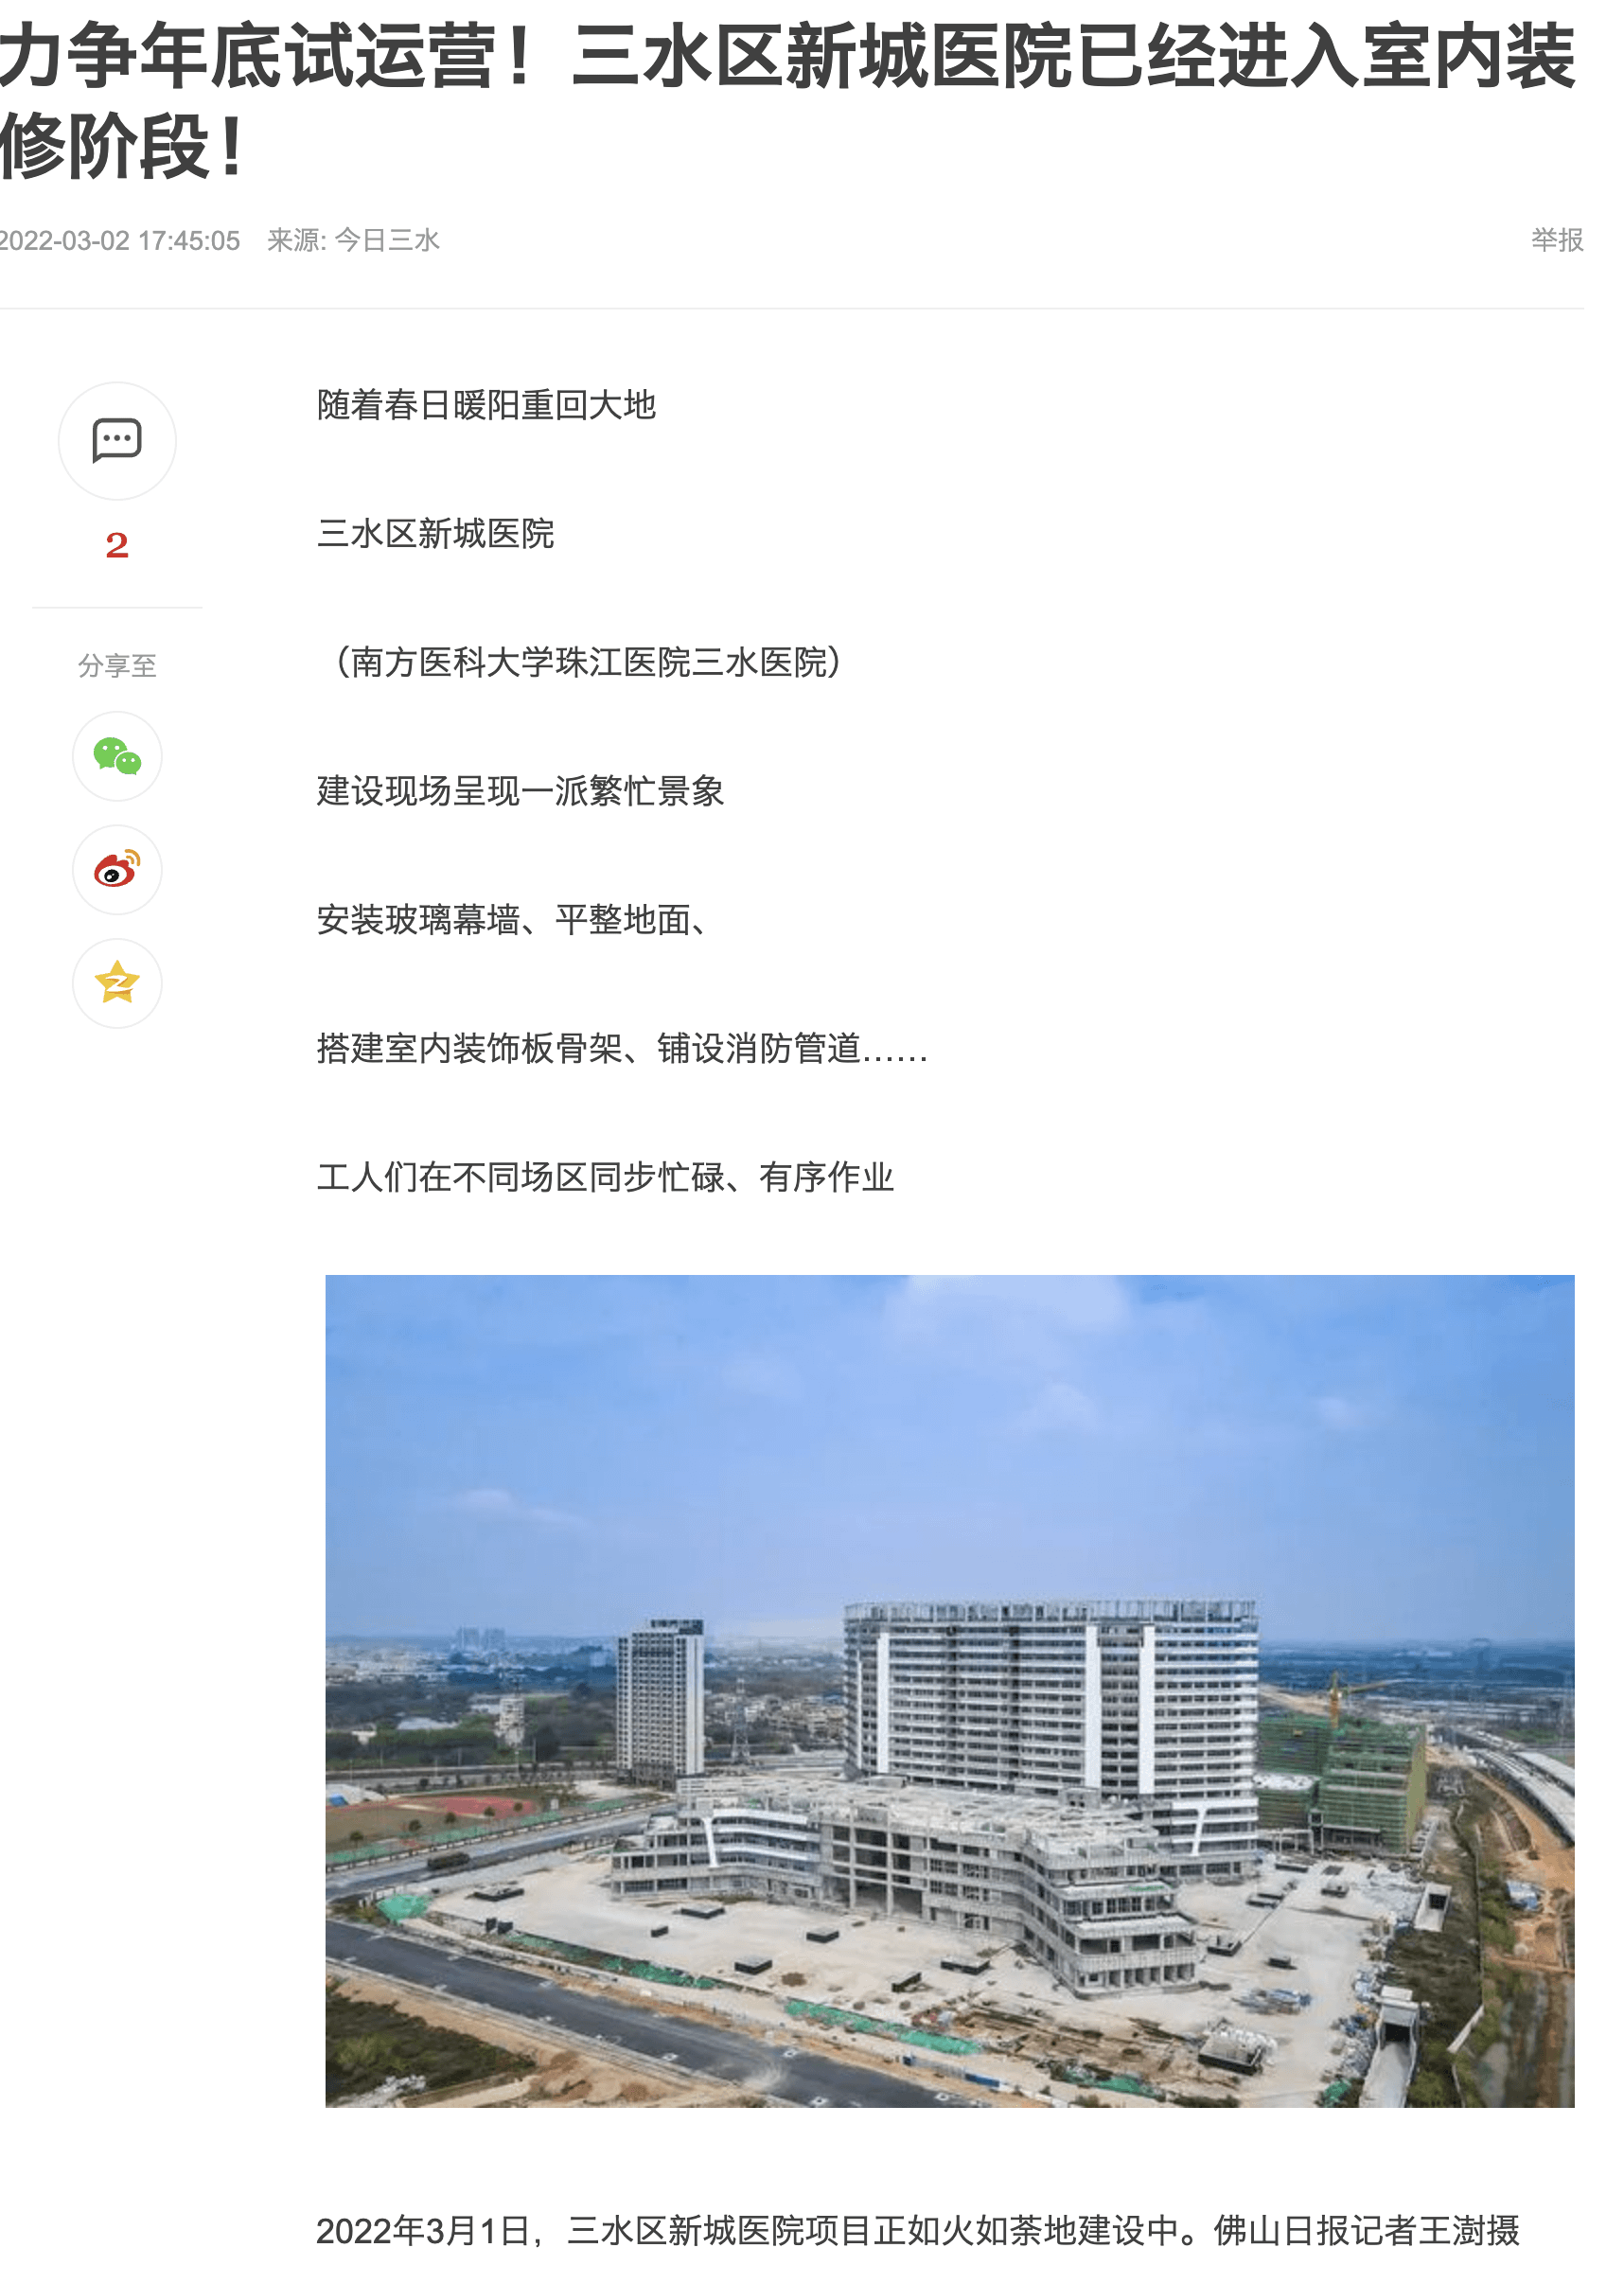 力争年底试运营！三水区新城医院已经进入室内装
修阶段！
2022-03-02 17:45:05 来源: 今日三水
举报
2
分享至
随着春日暖阳重回大地
三水区新城医院
（南方医科大学珠江医院三水医院）
建设现场呈现一派繁忙景象
安装玻璃幕墙、平整地面、
搭建室内装饰板骨架、铺设消防管道……
工人们在不同场区同步忙碌、有序作业
2022年3月1日，三水区新城医院项目正如火如荼地建设中。佛山日报记者王澍摄